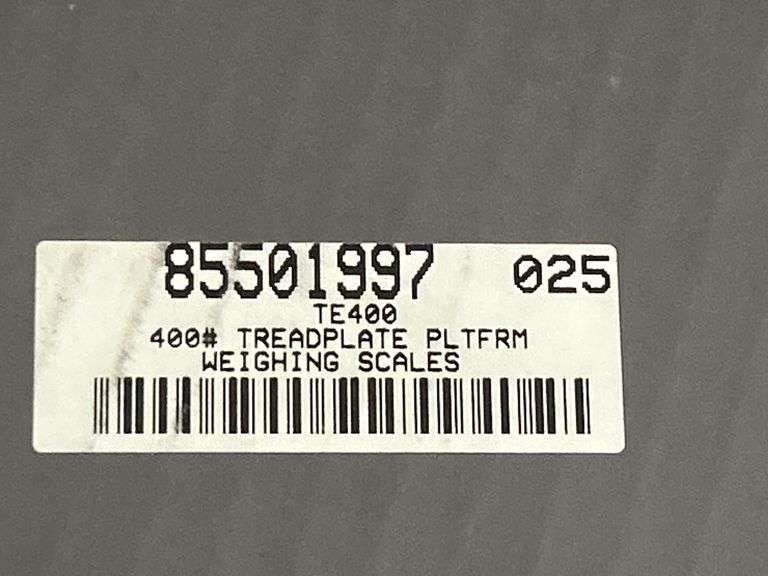 85501997 025
TE400
400# TREADPLATE PLTFRM
WEIGHING SCALES